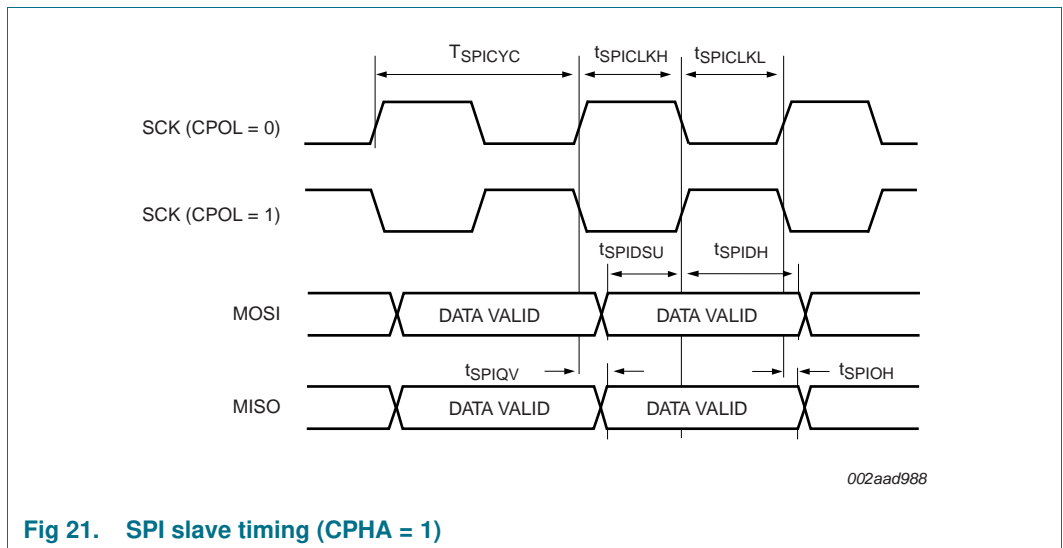 TSPICYC tSPICLKH tSPICLKL
SCK (CPOL = 0)
SCK (CPOL = 1)
tSPIDSU tSPIDH
MOSI DATA VALID DATA VALID
tSPIQV tSPIOH
MISO DATA VALID DATA VALID
002aad988
Fig 21. SPI slave timing (CPHA = 1)